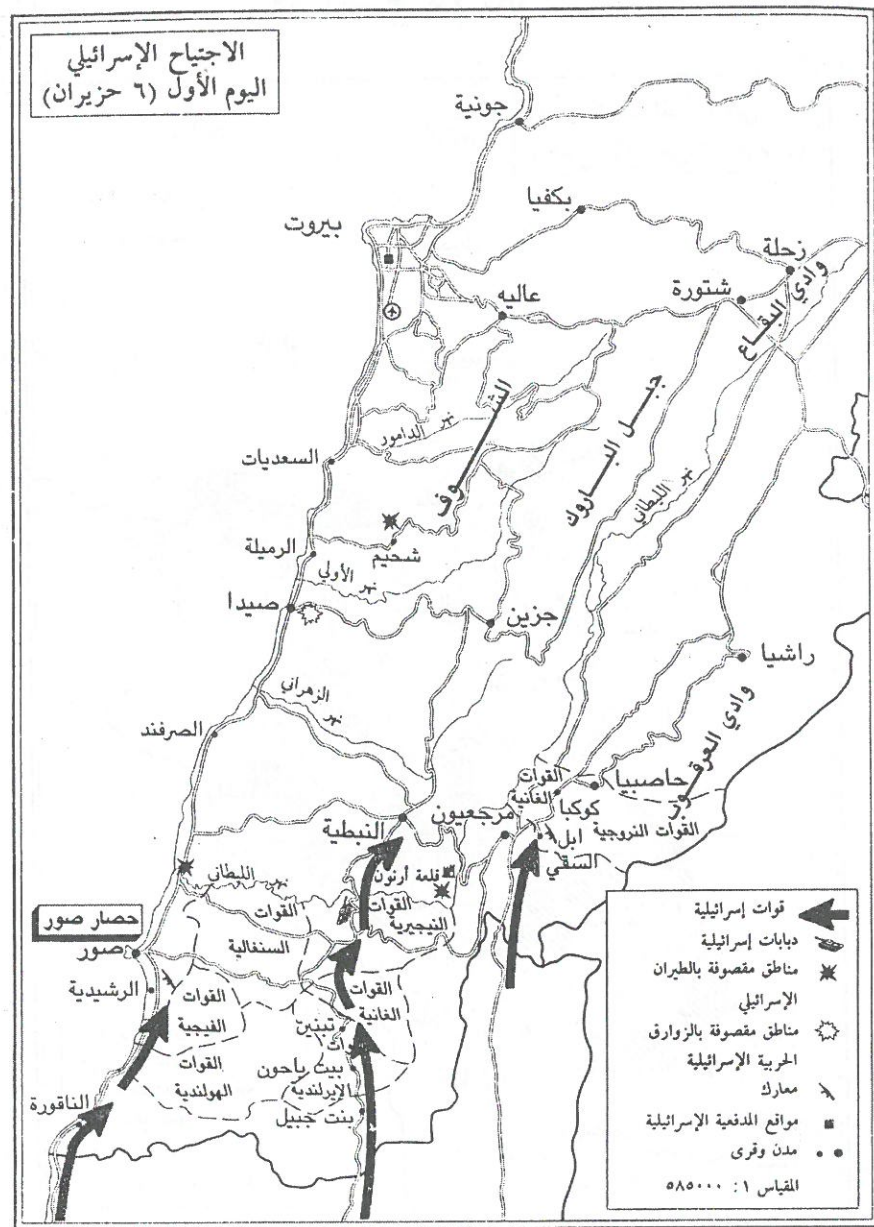 الاجتياح الإسرائيلي
اليوم الأول (٦ حزيران)
جونية
بكفيا
بيروت
زحلة
شتورة
وادي البقاع
عاليه
الشوف
جبل الباروك
نهر الدامور
نهر الليطاني
السعديات
شحيم
الرميلة
نهر الأولي
صيدا
جزين
راشيا
نهر الزهراني
وادي العرقوب
الصرفند
القوات
الغانية
حاصبيا
كوكبا
مرجعيون
النبطية
ابل
السقي
القوات النروجية
نهر الليطاني
قلعة أرنون
القوات
النيجيرية
القوات
السنغالية
حصار صور
صور
الرشيدية
القوات
الفيجية
القوات
الغانية
تبنين
القوات
الهولندية
بيت ياحون
الإيرلندية
بنت جبيل
الناقورة
قوات إسرائيلية
دبابات إسرائيلية
مناطق مقصوفة بالطيران
الإسرائيلي
مناطق مقصوفة بالزوارق
الحربية الإسرائيلية
معارك
مواقع المدفعية الإسرائيلية
مدن وقرى
المقياس ١: ٥٨٥٠٠٠